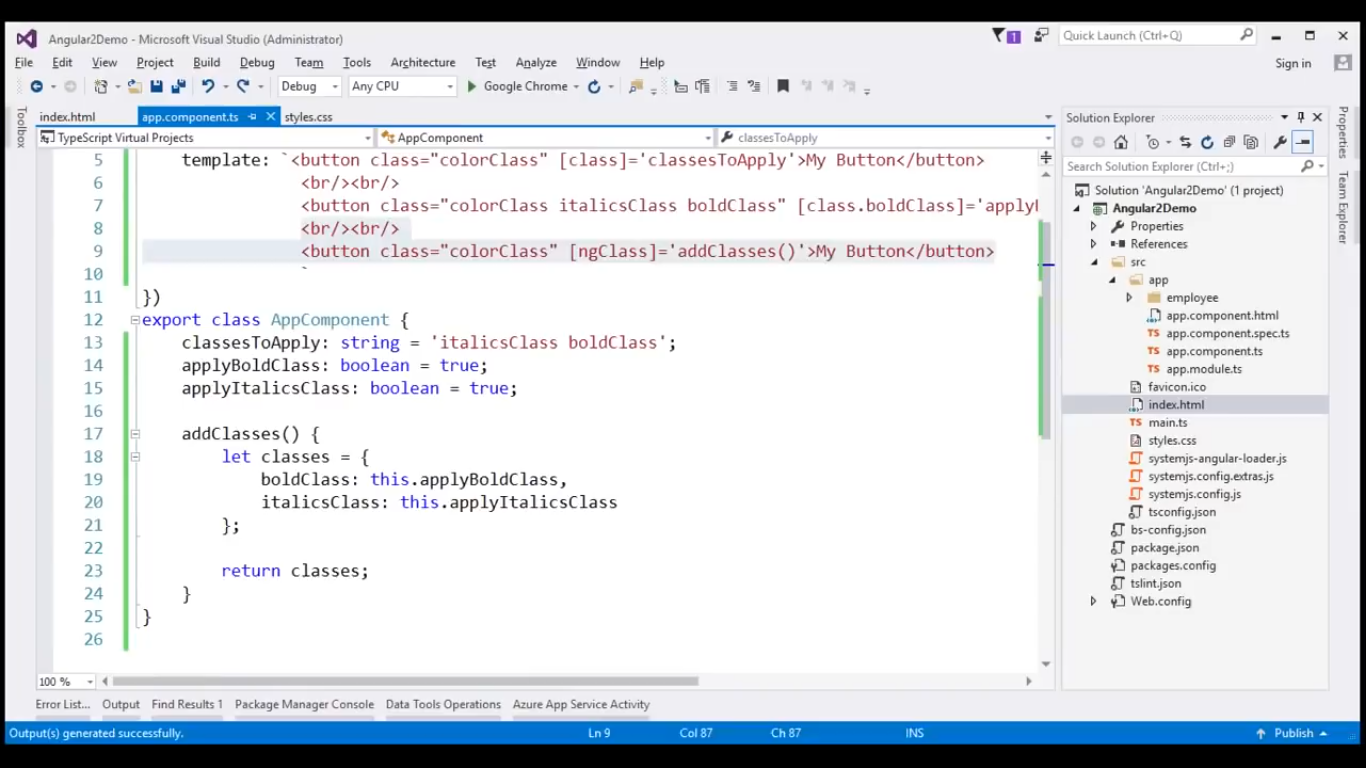 Angular2Demo - Microsoft Visual Studio (Administrator)
1
Quick Launch (Ctrl+Q)
File Edit View Project Build Debug Team Tools Architecture Test Analyze Window Help
Sign in
Debug Any CPU Google Chrome
Toolbox
index.html app.component.ts styles.css
TypeScript Virtual Projects AppComponent classesToApply
5 template: `<button class="colorClass" [class]='classesToApply'>My Button</button>
6 <br/><br/>
7 <button class="colorClass italicsClass boldClass" [class.boldClass]='applyB
8 <br/><br/>
9 <button class="colorClass" [ngClass]='addClasses()'>My Button</button>
10 `
11 })
12 export class AppComponent {
13 classesToApply: string = 'italicsClass boldClass';
14 applyBoldClass: boolean = true;
15 applyItalicsClass: boolean = true;
16
17 addClasses() {
18 let classes = {
19 boldClass: this.applyBoldClass,
20 italicsClass: this.applyItalicsClass
21 };
22
23 return classes;
24 }
25 }
26
100 %
Solution Explorer
Search Solution Explorer (Ctrl+;)
Solution 'Angular2Demo' (1 project)
Angular2Demo
Properties
References
src
app
employee
app.component.html
app.component.spec.ts
app.component.ts
app.module.ts
favicon.ico
index.html
main.ts
styles.css
systemjs-angular-loader.js
systemjs.config.extras.js
systemjs.config.js
tsconfig.json
bs-config.json
package.json
packages.config
tslint.json
Web.config
Properties
Team Explorer
Error List... Output Find Results 1 Package Manager Console Data Tools Operations Azure App Service Activity
Output(s) generated successfully. Ln 9 Col 87 Ch 87 INS Publish